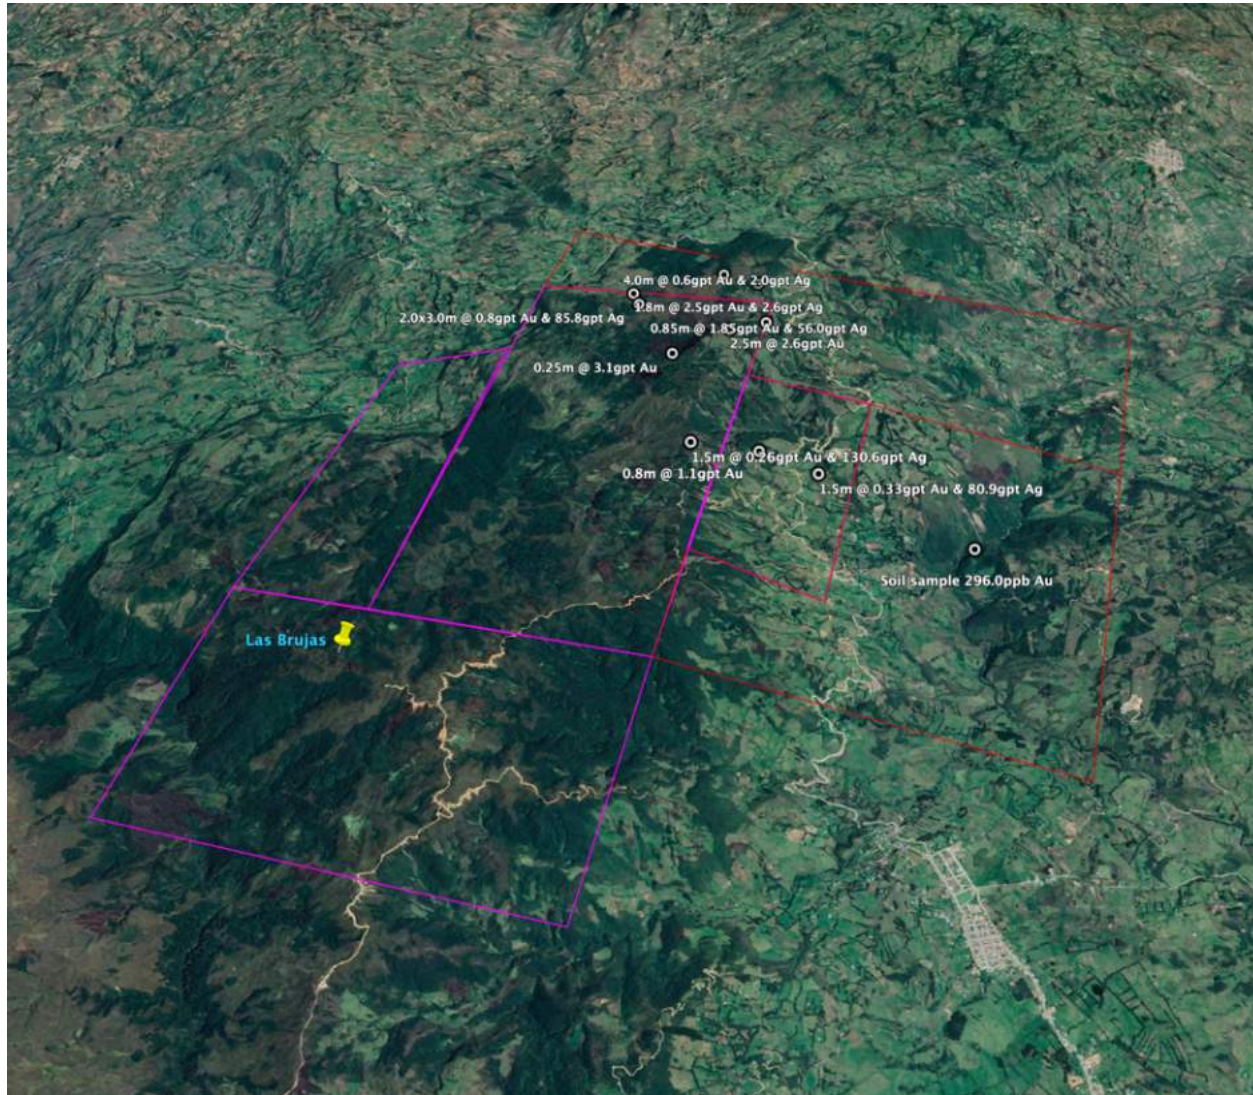 4.0m @ 0.6gpt Au & 2.0gpt Ag
1.8m @ 2.5gpt Au & 2.6gpt Ag
2.0x3.0m @ 0.8gpt Au & 85.8gpt Ag
0.85m @ 1.85gpt Au & 56.0gpt Ag
2.5m @ 2.6gpt Au
0.25m @ 3.1gpt Au
1.5m @ 0.26gpt Au & 130.6gpt Ag
0.8m @ 1.1gpt Au
1.5m @ 0.33gpt Au & 80.9gpt Ag
Soil sample 296.0ppb Au
Las Brujas